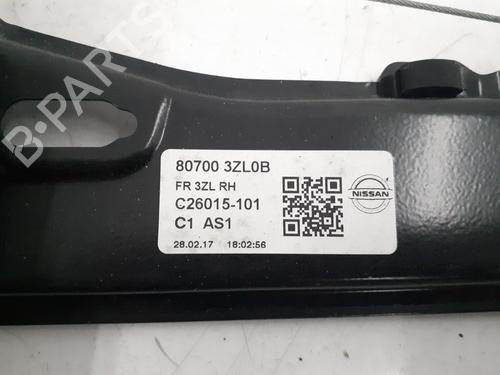 B-PARTS
80700 3ZL0B
FR 3ZL RH
C26015-101
C1 AS1
28.02.17 18:02:56
NISSAN